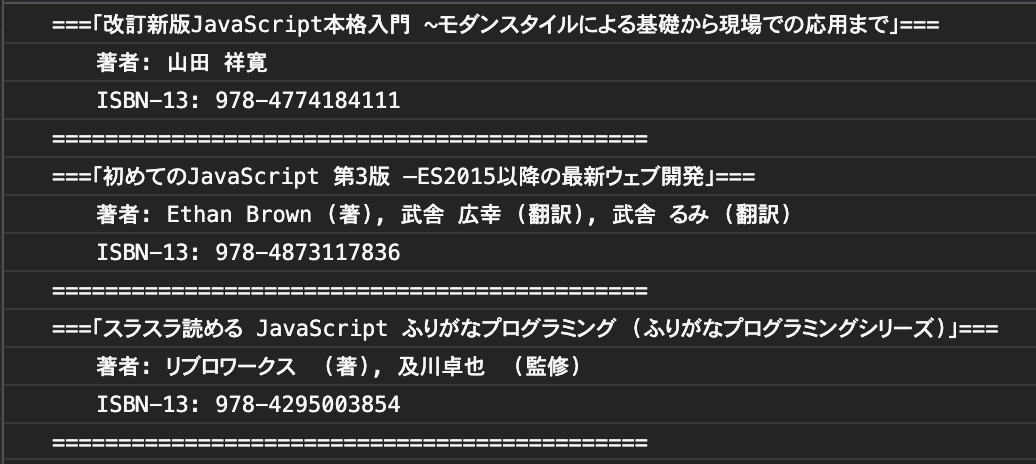 ===「改訂新版JavaScript本格入門 ~モダンスタイルによる基礎から現場での応用まで」===
著者: 山田 祥寛
ISBN-13: 978-4774184111
=============================================
===「初めてのJavaScript 第3版 ―ES2015以降の最新ウェブ開発」===
著者: Ethan Brown (著), 武舎 広幸 (翻訳), 武舎 るみ (翻訳)
ISBN-13: 978-4873117836
=============================================
===「スラスラ読める JavaScript ふりがなプログラミング (ふりがなプログラミングシリーズ)」===
著者: リブロワークス  (著), 及川卓也  (監修)
ISBN-13: 978-4295003854
=============================================